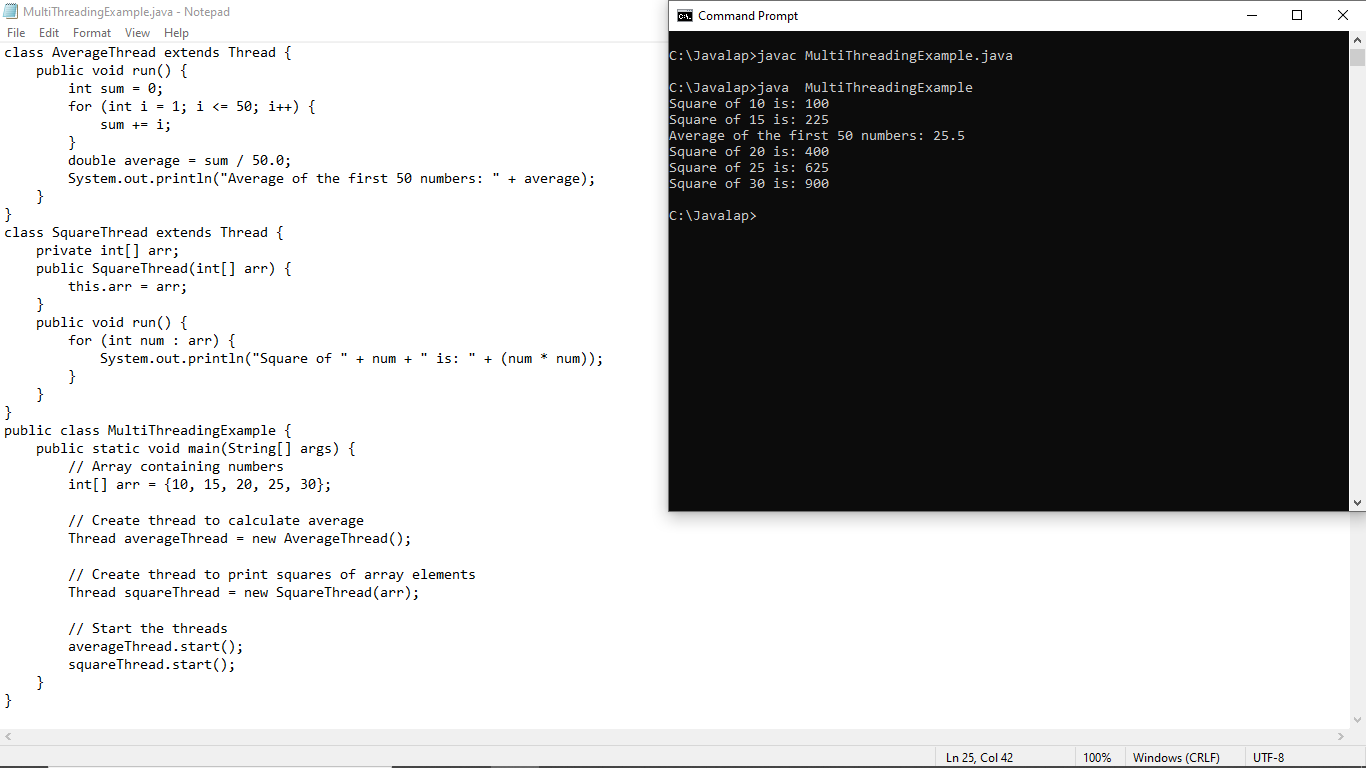 MultiThreadingExample.java - Notepad
File Edit Format View Help
class AverageThread extends Thread {
    public void run() {
        int sum = 0;
        for (int i = 1; i <= 50; i++) {
            sum += i;
        }
        double average = sum / 50.0;
        System.out.println("Average of the first 50 numbers: " + average);
    }
}
class SquareThread extends Thread {
    private int[] arr;
    public SquareThread(int[] arr) {
        this.arr = arr;
    }
    public void run() {
        for (int num : arr) {
            System.out.println("Square of " + num + " is: " + (num * num));
        }
    }
}
public class MultiThreadingExample {
    public static void main(String[] args) {
        // Array containing numbers
        int[] arr = {10, 15, 20, 25, 30};

        // Create thread to calculate average
        Thread averageThread = new AverageThread();

        // Create thread to print squares of array elements
        Thread squareThread = new SquareThread(arr);

        // Start the threads
        averageThread.start();
        squareThread.start();
    }
}
Ln 25, Col 42 100% Windows (CRLF) UTF-8
C:\. Command Prompt
C:\Javalap>javac MultiThreadingExample.java

C:\Javalap>java  MultiThreadingExample
Square of 10 is: 100
Square of 15 is: 225
Average of the first 50 numbers: 25.5
Square of 20 is: 400
Square of 25 is: 625
Square of 30 is: 900

C:\Javalap>